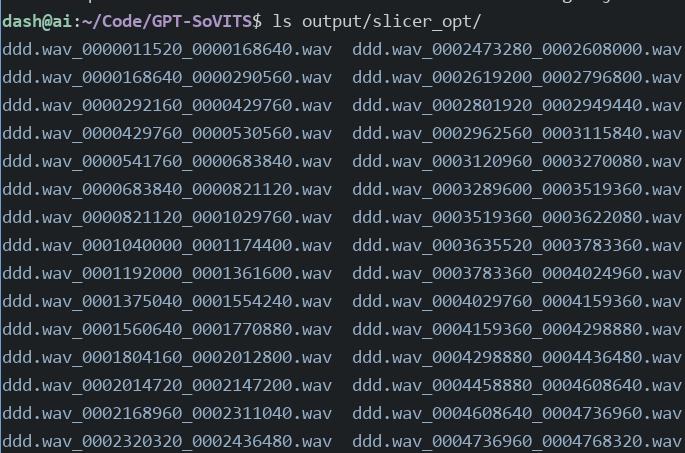 dash@ai:~/Code/GPT-SoVITS$ ls output/slicer_opt/
ddd.wav_0000011520_0000168640.wav  ddd.wav_0002473280_0002608000.wav
ddd.wav_0000168640_0000290560.wav  ddd.wav_0002619200_0002796800.wav
ddd.wav_0000292160_0000429760.wav  ddd.wav_0002801920_0002949440.wav
ddd.wav_0000429760_0000530560.wav  ddd.wav_0002962560_0003115840.wav
ddd.wav_0000541760_0000683840.wav  ddd.wav_0003120960_0003270080.wav
ddd.wav_0000683840_0000821120.wav  ddd.wav_0003289600_0003519360.wav
ddd.wav_0000821120_0001029760.wav  ddd.wav_0003519360_0003622080.wav
ddd.wav_0001040000_0001174400.wav  ddd.wav_0003635520_0003783360.wav
ddd.wav_0001192000_0001361600.wav  ddd.wav_0003783360_0004024960.wav
ddd.wav_0001375040_0001554240.wav  ddd.wav_0004029760_0004159360.wav
ddd.wav_0001560640_0001770880.wav  ddd.wav_0004159360_0004298880.wav
ddd.wav_0001804160_0002012800.wav  ddd.wav_0004298880_0004436480.wav
ddd.wav_0002014720_0002147200.wav  ddd.wav_0004458880_0004608640.wav
ddd.wav_0002168960_0002311040.wav  ddd.wav_0004608640_0004736960.wav
ddd.wav_0002320320_0002436480.wav  ddd.wav_0004736960_0004768320.wav